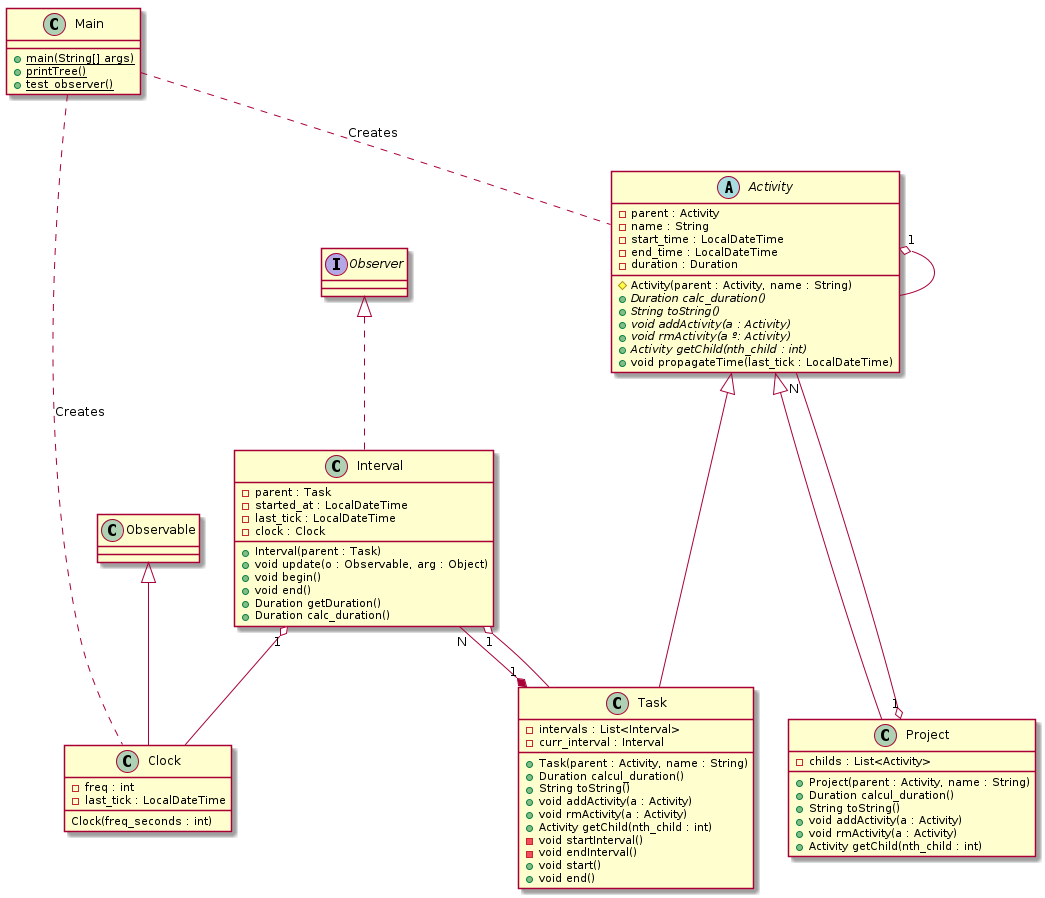 C Main
main(String[] args)
printTree()
test_observer()
Creates
A Activity
parent : Activity
name : String
start_time : LocalDateTime
end_time : LocalDateTime
duration : Duration
Activity(parent : Activity, name : String)
Duration calc_duration()
String toString()
void addActivity(a : Activity)
void rmActivity(a º: Activity)
Activity getChild(nth_child : int)
void propagateTime(last_tick : LocalDateTime)
1
I Observer
N
Creates
C Interval
parent : Task
started_at : LocalDateTime
last_tick : LocalDateTime
clock : Clock
Interval(parent : Task)
void update(o : Observable, arg : Object)
void begin()
void end()
Duration getDuration()
Duration calc_duration()
C Observable
1
N
1
1
1
C Clock
freq : int
last_tick : LocalDateTime
Clock(freq_seconds : int)
C Task
intervals : List<Interval>
curr_interval : Interval
Task(parent : Activity, name : String)
Duration calcul_duration()
String toString()
void addActivity(a : Activity)
void rmActivity(a : Activity)
Activity getChild(nth_child : int)
void startInterval()
void endInterval()
void start()
void end()
C Project
childs : List<Activity>
Project(parent : Activity, name : String)
Duration calcul_duration()
String toString()
void addActivity(a : Activity)
void rmActivity(a : Activity)
Activity getChild(nth_child : int)